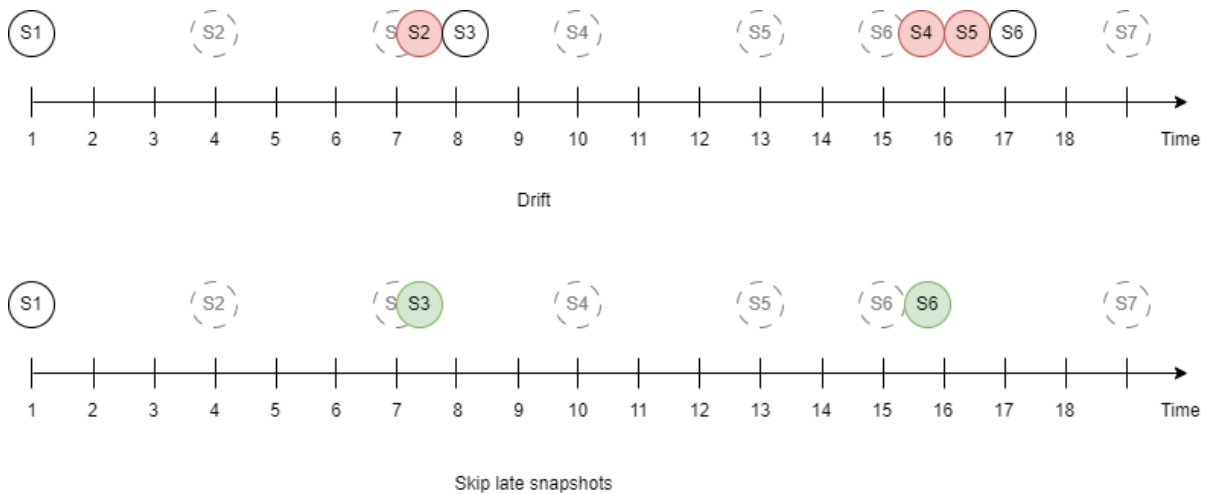 S1 S2 S S2 S3 S4 S5 S6 S4 S5 S6 S7
1 2 3 4 5 6 7 8 9 10 11 12 13 14 15 16 17 18 Time
Drift
S1 S2 S S3 S4 S5 S6 S6 S7
1 2 3 4 5 6 7 8 9 10 11 12 13 14 15 16 17 18 Time
Skip late snapshots